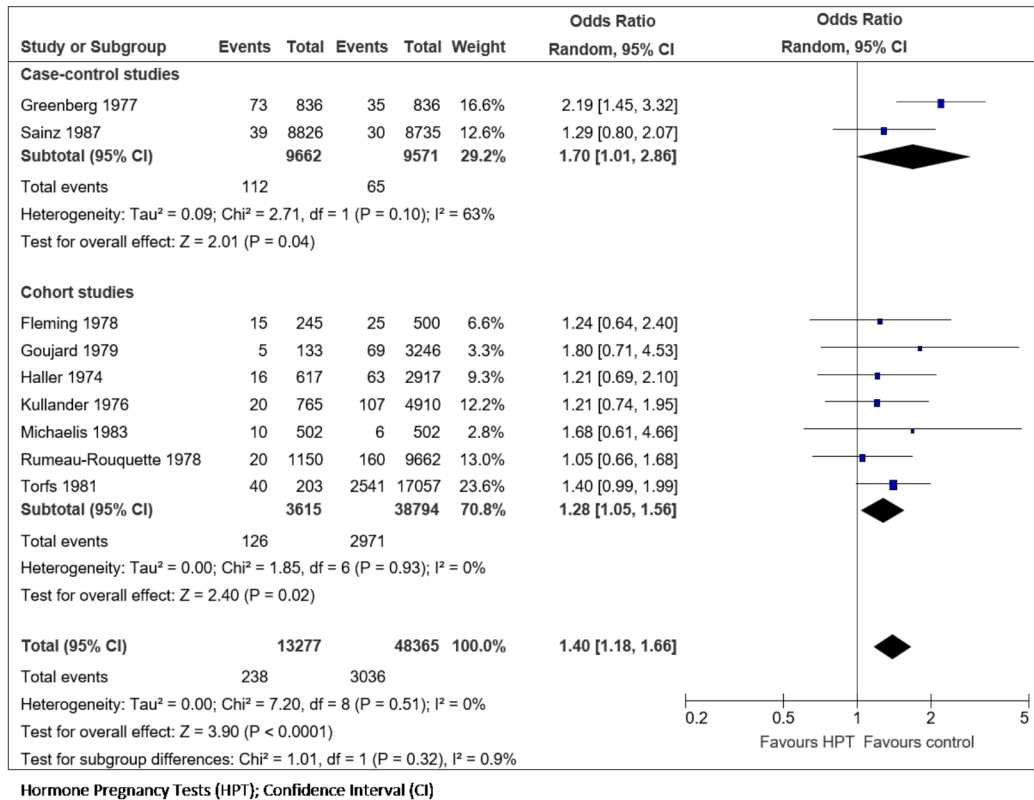 Odds Ratio Odds Ratio
Study or Subgroup Events Total Events Total Weight Random, 95% CI Random, 95% CI
Case-control studies
Greenberg 1977 73 836 35 836 16.6% 2.19 [1.45, 3.32]
Sainz 1987 39 8826 30 8735 12.6% 1.29 [0.80, 2.07]
Subtotal (95% CI) 9662 9571 29.2% 1.70 [1.01, 2.86]
Total events 112 65
Heterogeneity: Tau² = 0.09; Chi² = 2.71, df = 1 (P = 0.10); I² = 63%
Test for overall effect: Z = 2.01 (P = 0.04)
Cohort studies
Fleming 1978 15 245 25 500 6.6% 1.24 [0.64, 2.40]
Goujard 1979 5 133 69 3246 3.3% 1.80 [0.71, 4.53]
Haller 1974 16 617 63 2917 9.3% 1.21 [0.69, 2.10]
Kullander 1976 20 765 107 4910 12.2% 1.21 [0.74, 1.95]
Michaelis 1983 10 502 6 502 2.8% 1.68 [0.61, 4.66]
Rumeau-Rouquette 1978 20 1150 160 9662 13.0% 1.05 [0.66, 1.68]
Torfs 1981 40 203 2541 17057 23.6% 1.40 [0.99, 1.99]
Subtotal (95% CI) 3615 38794 70.8% 1.28 [1.05, 1.56]
Total events 126 2971
Heterogeneity: Tau² = 0.00; Chi² = 1.85, df = 6 (P = 0.93); I² = 0%
Test for overall effect: Z = 2.40 (P = 0.02)
Total (95% CI) 13277 48365 100.0% 1.40 [1.18, 1.66]
Total events 238 3036
Heterogeneity: Tau² = 0.00; Chi² = 7.20, df = 8 (P = 0.51); I² = 0%
Test for overall effect: Z = 3.90 (P < 0.0001)
Test for subgroup differences: Chi² = 1.01, df = 1 (P = 0.32), I² = 0.9%
0.2 0.5 1 2 5
Favours HPT Favours control
Hormone Pregnancy Tests (HPT); Confidence Interval (CI)